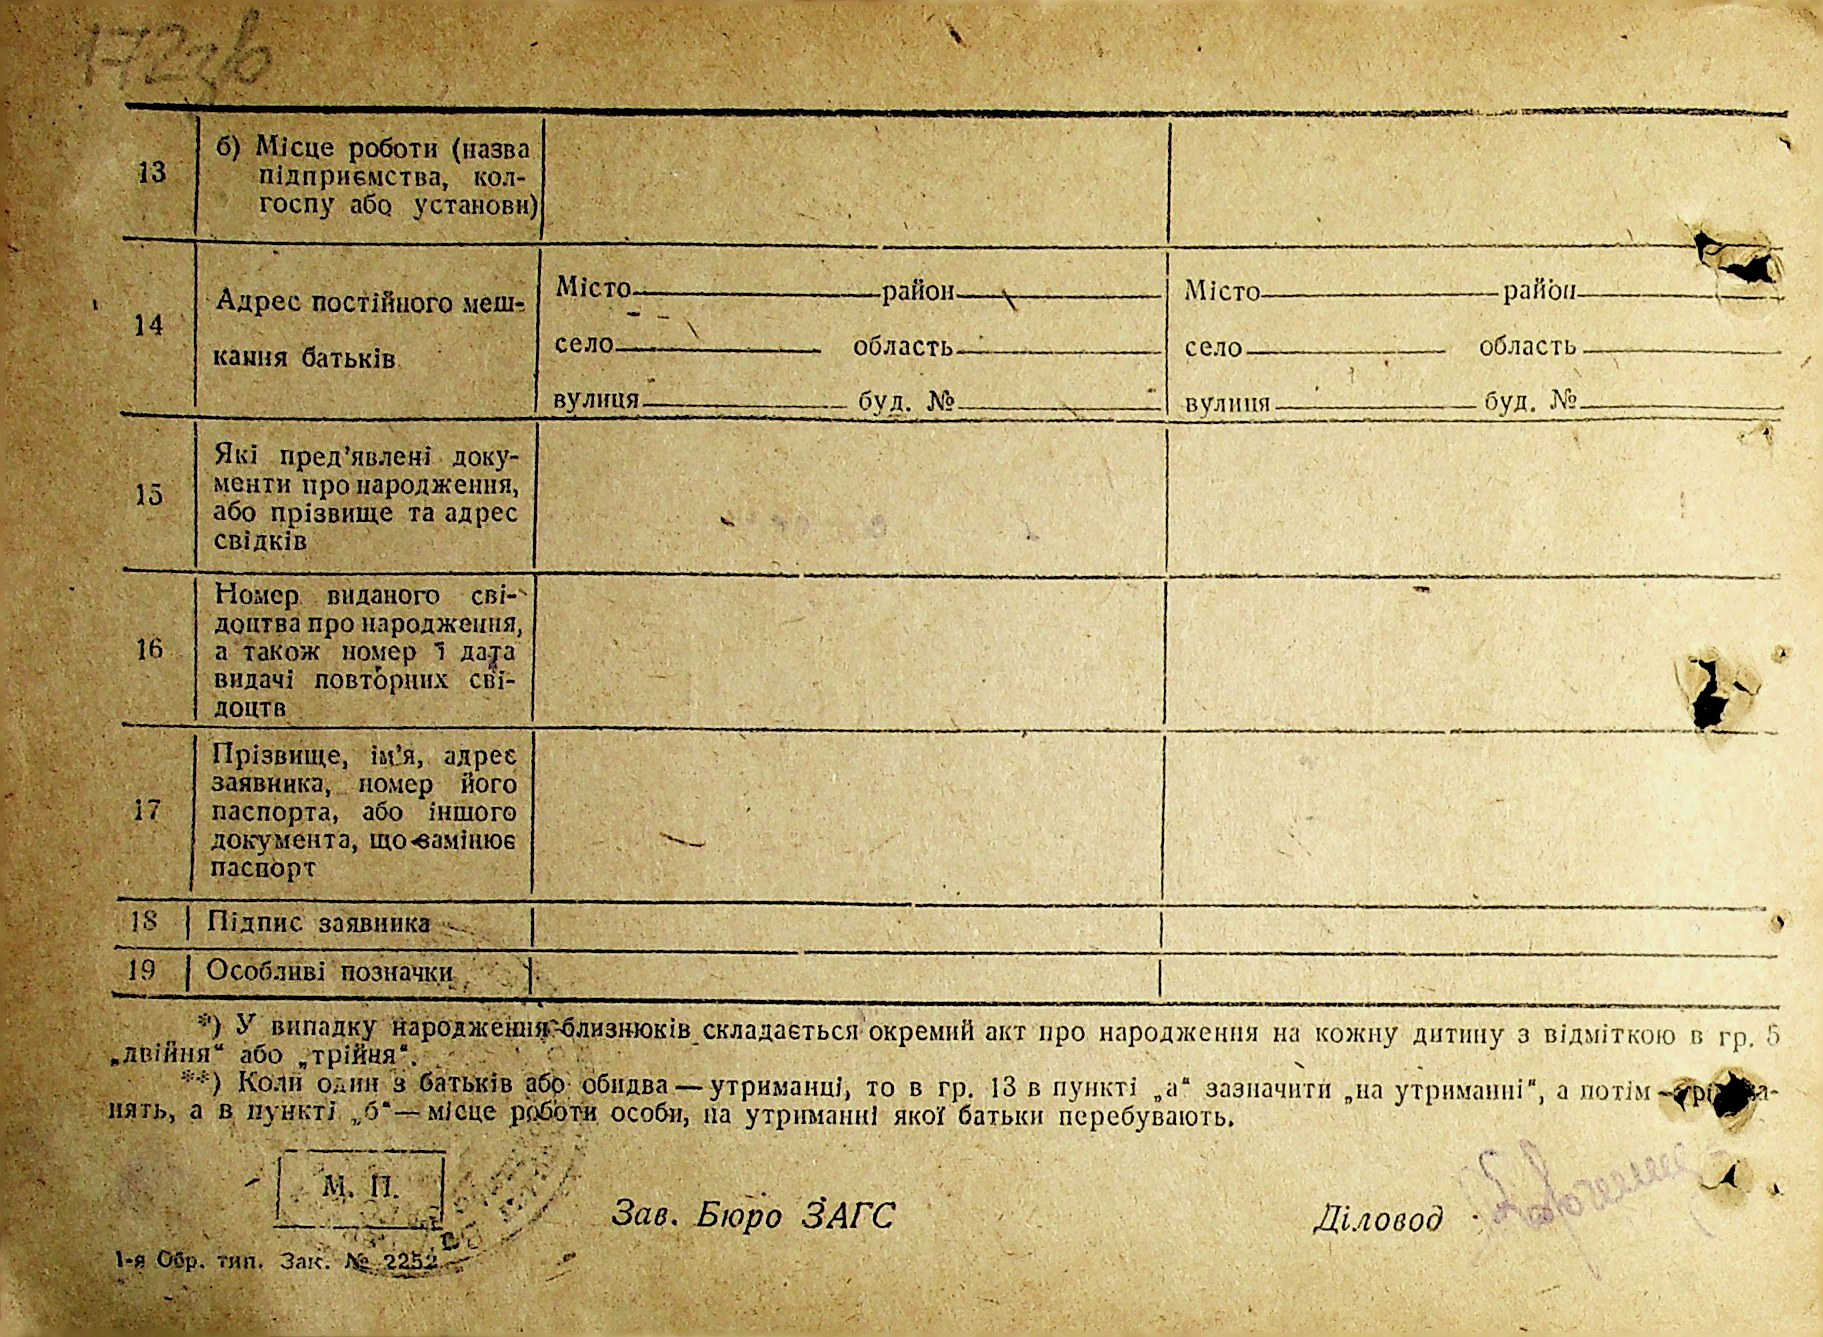 172зв
13
б) Місце роботи (назва
підприємства, кол-
госпу або установи)
14
Адрес постійного меш-
кання батьків
Місто район
село область
вулиця буд. №
Місто район
село область
вулиця буд. №
15
Які пред’явлені доку-
менти про народження,
або прізвище та адрес
свідків
16
Номер виданого сві-
доцтва про народження,
а також номер і дата
видачі повторних сві-
доцтв
17
Прізвище, ім’я, адрес
заявника, номер його
паспорта, або іншого
документа, що замінює
паспорт
18 Підпис заявника
19 Особливі позначки
*) У випадку народження близнюків складається окремий акт про народження на кожну дитину з відміткою в гр. 5
„двійня“ або „трійня“.
**) Коли один з батьків або обидва — утриманці, то в гр. 13 в пункті „а“ зазначити „на утриманні“, а потім —
нять, а в пункті „б“ — місце роботи особи, на утриманні якої батьки перебувають.
М. П.
Зав. Бюро ЗАГС
Діловод
1-я Обр. тип. Зак. № 2252